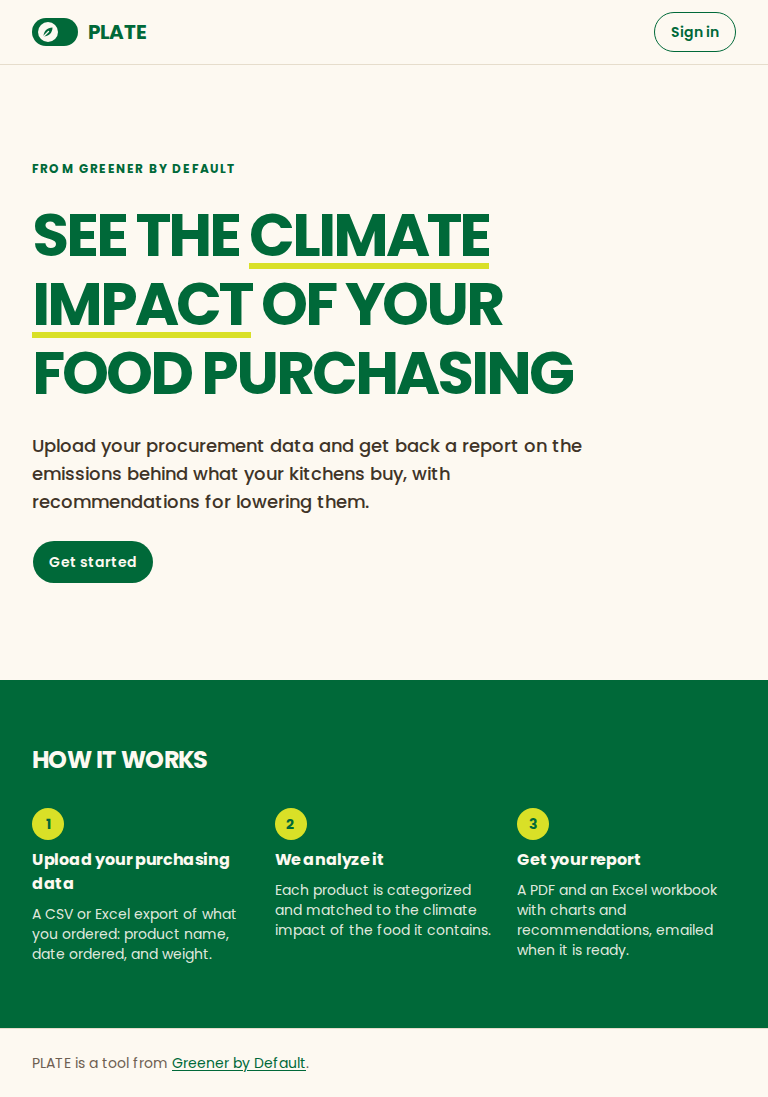 PLATE
Sign in
FROM GREENER BY DEFAULT
SEE THE CLIMATE
IMPACT OF YOUR
FOOD PURCHASING
Upload your procurement data and get back a report on the
emissions behind what your kitchens buy, with
recommendations for lowering them.
Get started
HOW IT WORKS
1
Upload your purchasing
data
A CSV or Excel export of what
you ordered: product name,
date ordered, and weight.
2
We analyze it
Each product is categorized
and matched to the climate
impact of the food it contains.
3
Get your report
A PDF and an Excel workbook
with charts and
recommendations, emailed
when it is ready.
PLATE is a tool from Greener by Default.